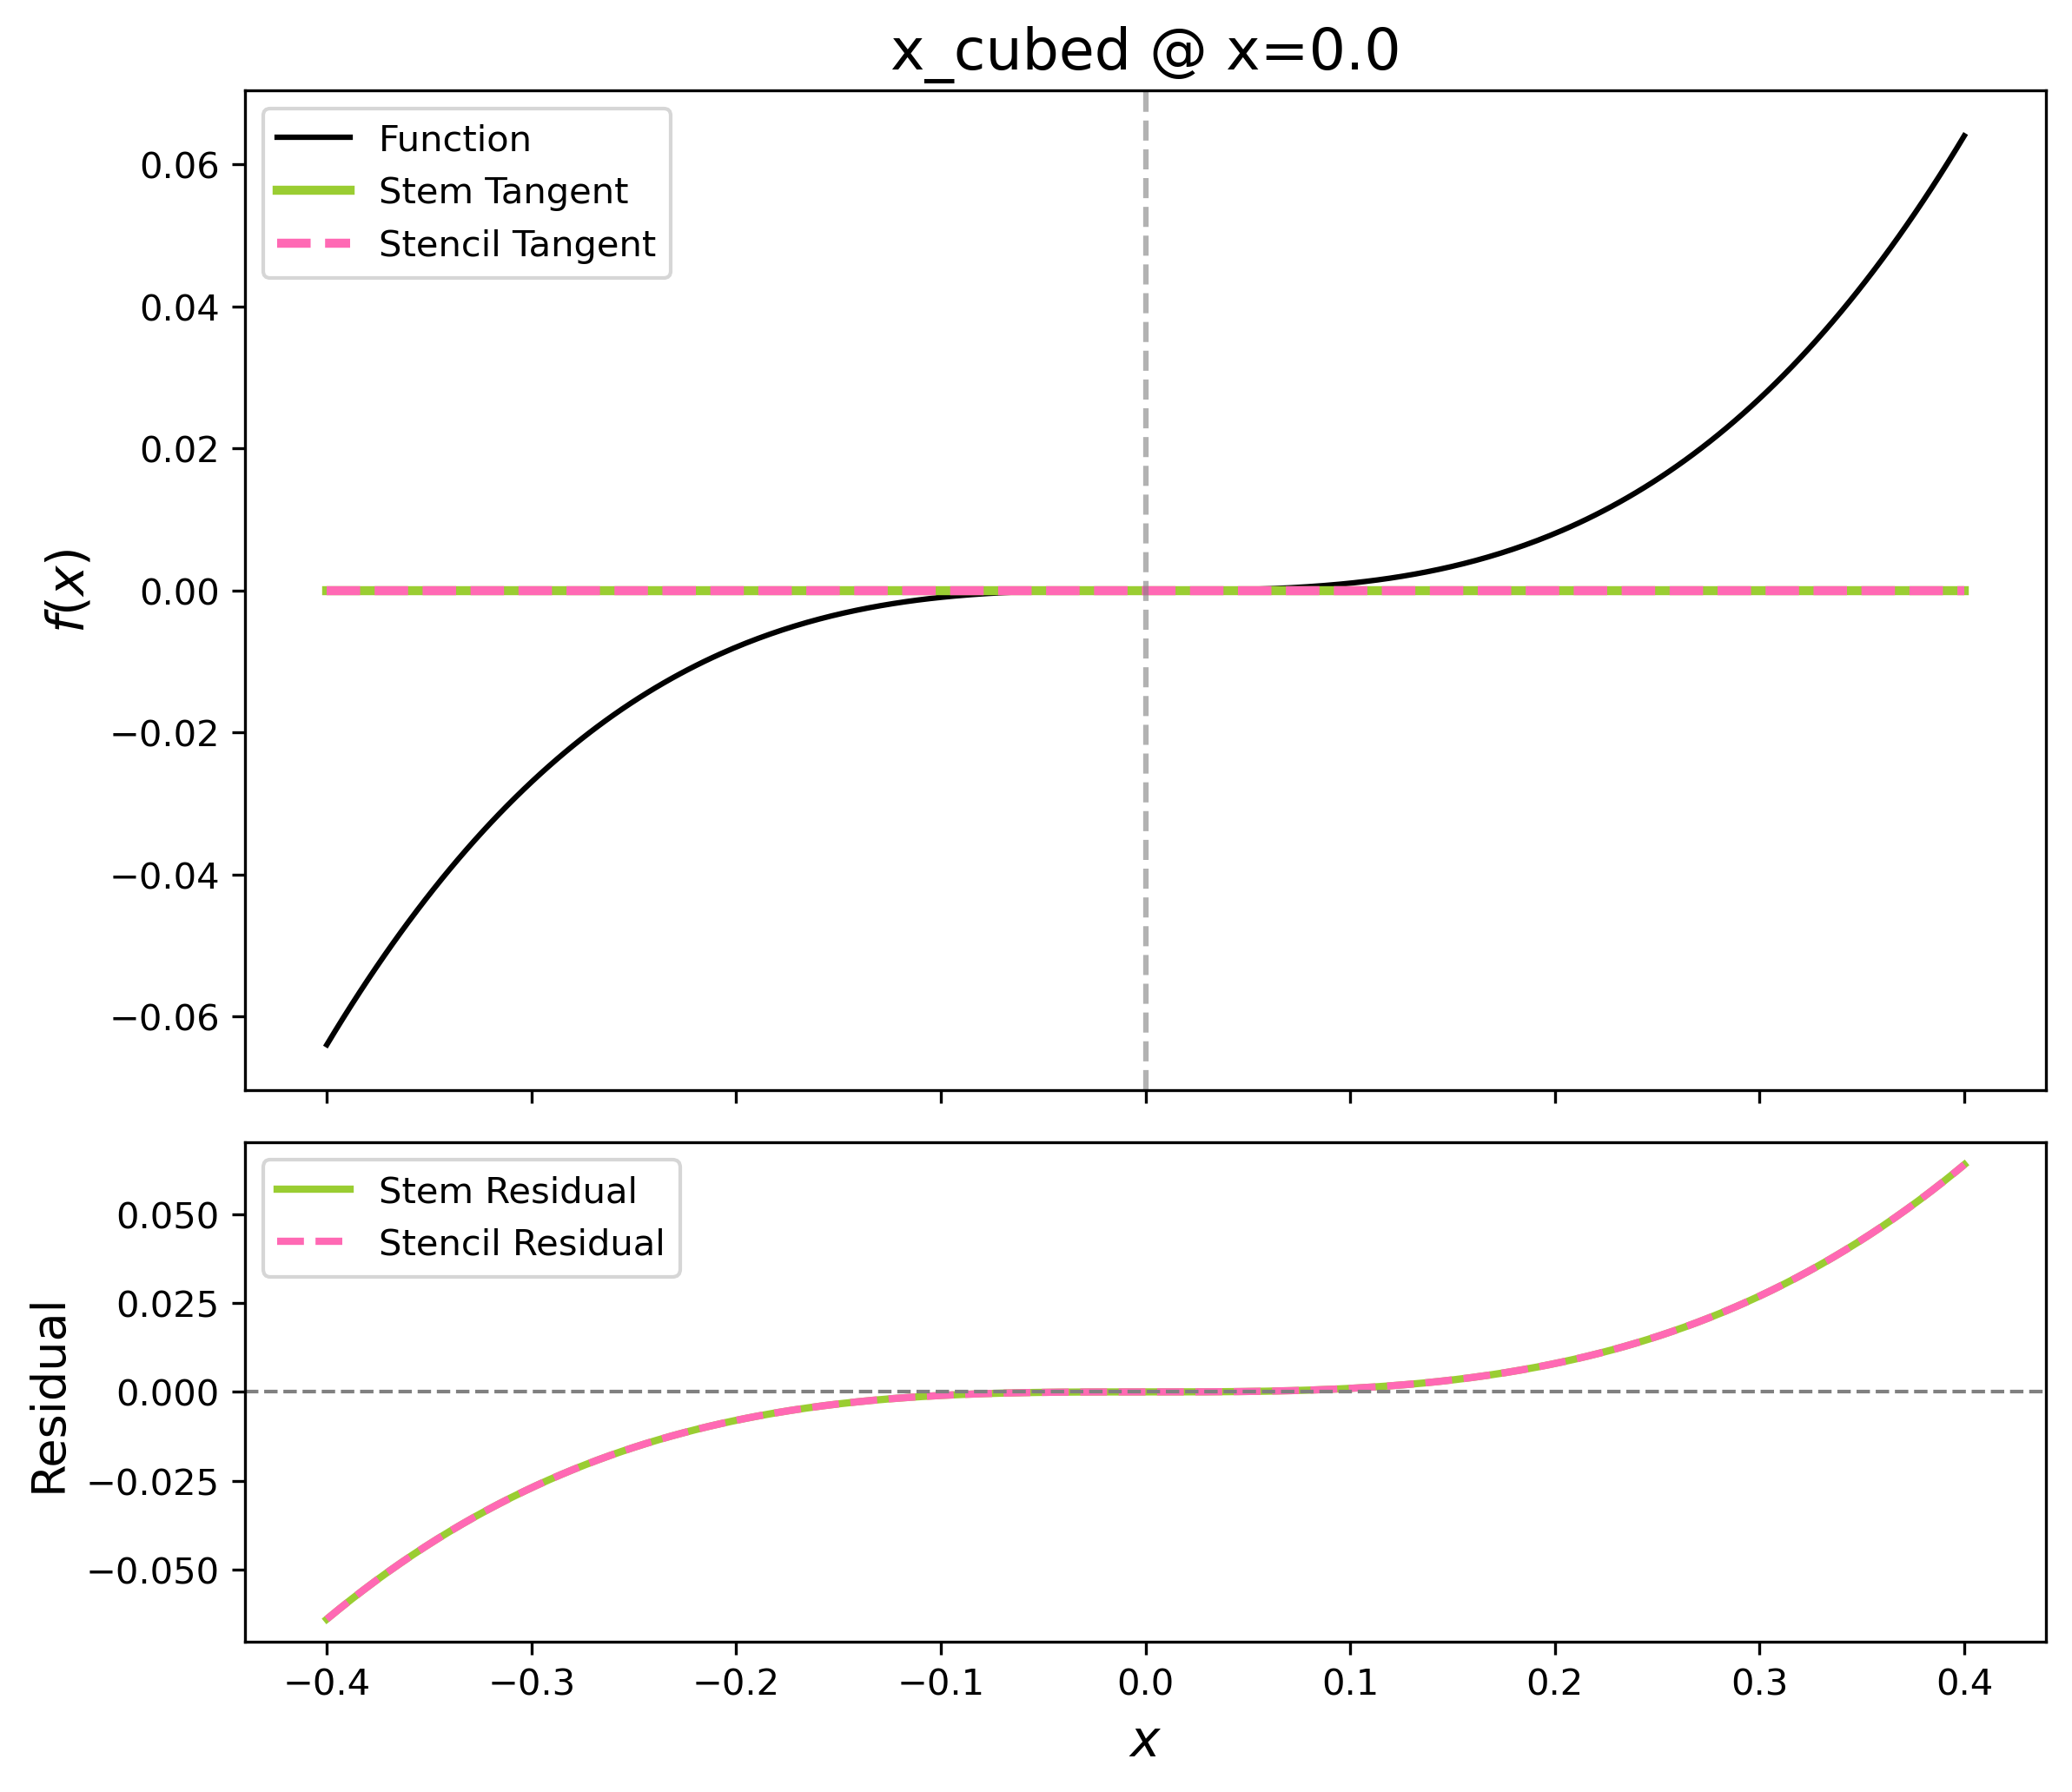 x_cubed @ x=0.0
Function
Stem Tangent
Stencil Tangent
0.06
0.04
0.02
0.00
−0.02
−0.04
−0.06
f(x)
Stem Residual
Stencil Residual
0.050
0.025
0.000
−0.025
−0.050
Residual
−0.4 −0.3 −0.2 −0.1 0.0 0.1 0.2 0.3 0.4
x